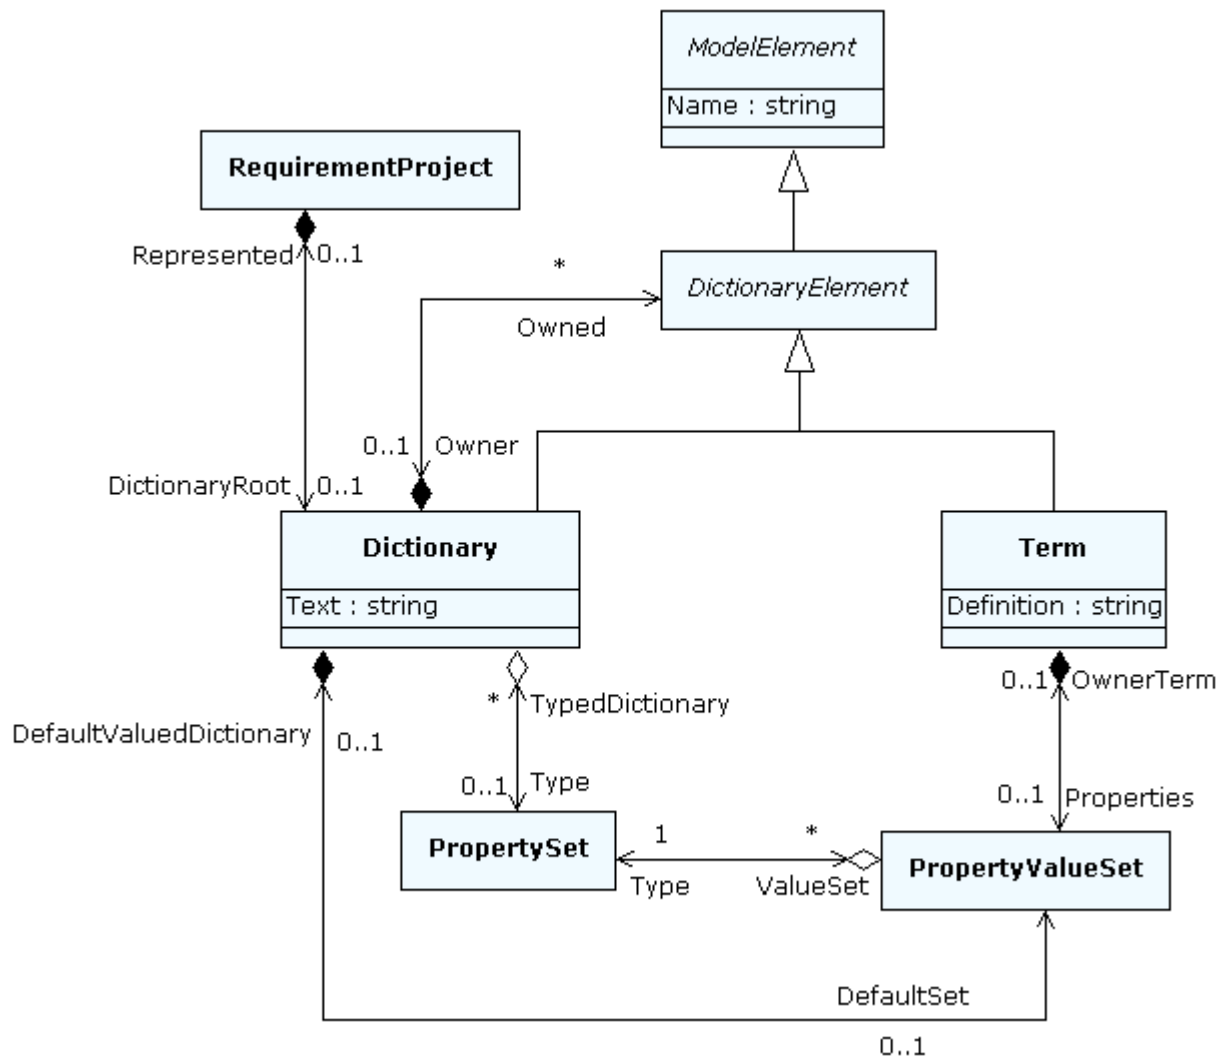 ModelElement
Name : string
RequirementProject
Represented
0..1
*
DictionaryElement
Owned
0..1
Owner
DictionaryRoot
0..1
Dictionary
Text : string
Term
Definition : string
0..1
OwnerTerm
*
TypedDictionary
DefaultValuedDictionary
0..1
0..1
Type
0..1
Properties
PropertySet
1
*
Type
ValueSet
PropertyValueSet
DefaultSet
0..1